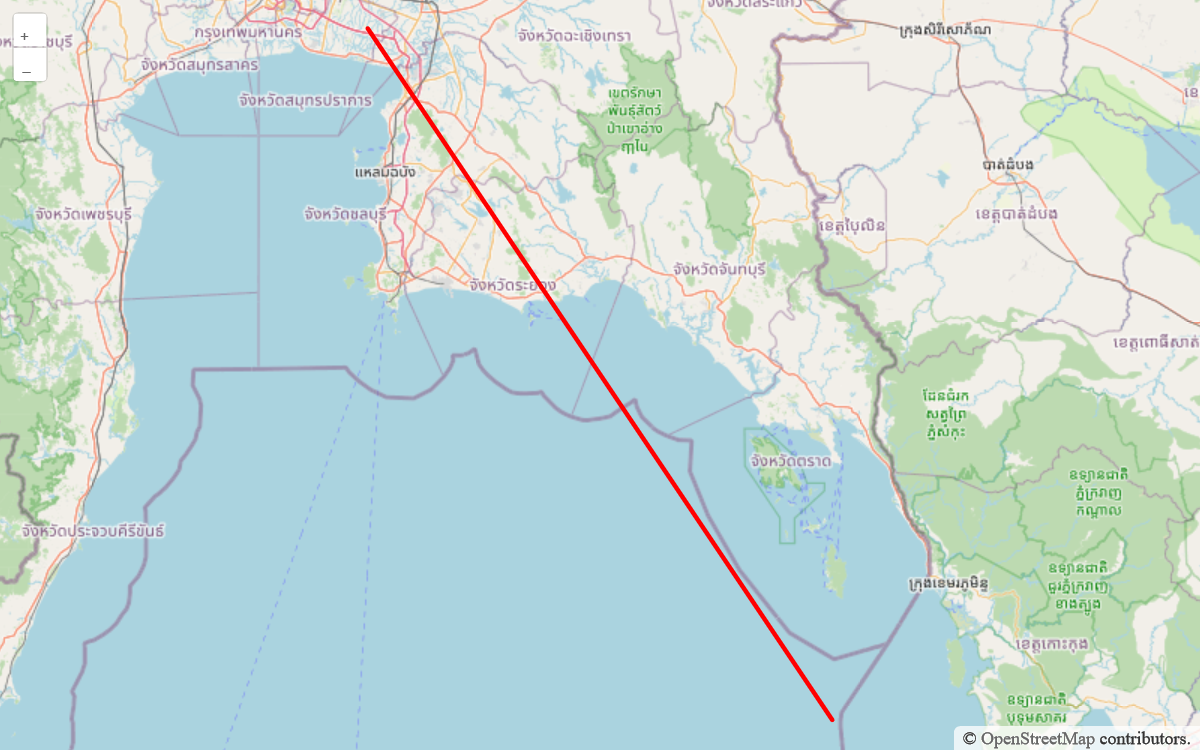 จังหวัดสระแก้ว
ក្រុងសិរីសោភ័ណ
+
กรุงเทพมหานคร
จังหวัดฉะเชิงเทรา
จังหวัดสมุทรสาคร
–
เขตรักษา
พันธุ์สัตว์
ป่าเขาอ่าง
ฤๅไน
จังหวัดสมุทรปราการ
แหลมฉบัง
បាត់ដំបង
จังหวัดเพชรบุรี
จังหวัดชลบุรี
ខេត្តបាត់ដំបង
ខេត្តប៉ៃលិន
จังหวัดจันทบุรี
จังหวัดระยอง
ខេត្តពោធិ៍សាត់
ដែនជំរក
សត្វព្រៃ
ភ្នំសំកុះ
จังหวัดตราด
ឧទ្យានជាតិ
ភ្នំក្រវាញ
កណ្តាល
จังหวัดประจวบคีรีขันธ์
ឧទ្យានជាតិ
ជួរភ្នំក្រវាញ
ខាងត្បូង
ក្រុងខេមរភូមិន្ទ
ខេត្តកោះកុង
ឧទ្យានជាតិ
បុទុមសាគរ
© OpenStreetMap contributors.